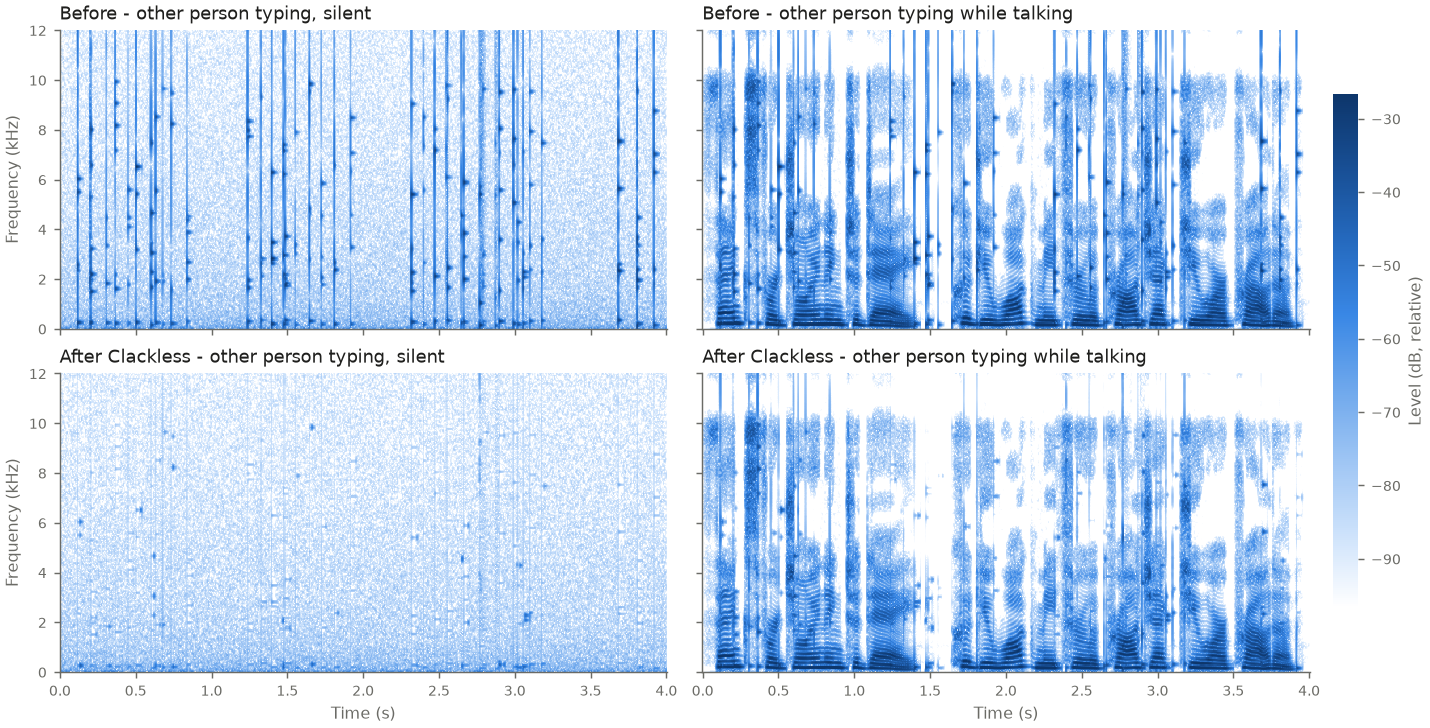 Before - other person typing, silent
Before - other person typing while talking
12
10
8
6
4
2
0
Frequency (kHz)
After Clackless - other person typing, silent
After Clackless - other person typing while talking
12
10
8
6
4
2
0
Frequency (kHz)
0.0 0.5 1.0 1.5 2.0 2.5 3.0 3.5 4.0
Time (s)
0.0 0.5 1.0 1.5 2.0 2.5 3.0 3.5 4.0
Time (s)
−30
−40
−50
−60
−70
−80
−90
Level (dB, relative)